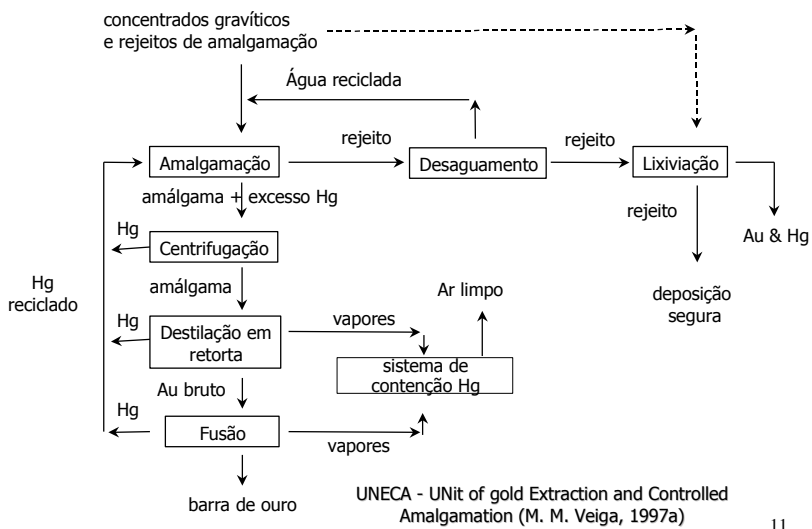 concentrados gravíticos
e rejeitos de amalgamação
Água reciclada
rejeito
rejeito
Amalgamação
Desaguamento
Lixiviação
amálgama + excesso Hg
rejeito
Hg
Centrifugação
Au & Hg
Hg
reciclado
amálgama
Ar limpo
deposição
segura
Hg
Destilação em
retorta
vapores
sistema de
contenção Hg
Au bruto
Hg
Fusão
vapores
barra de ouro
UNECA - UNit of gold Extraction and Controlled
Amalgamation (M. M. Veiga, 1997a)
11